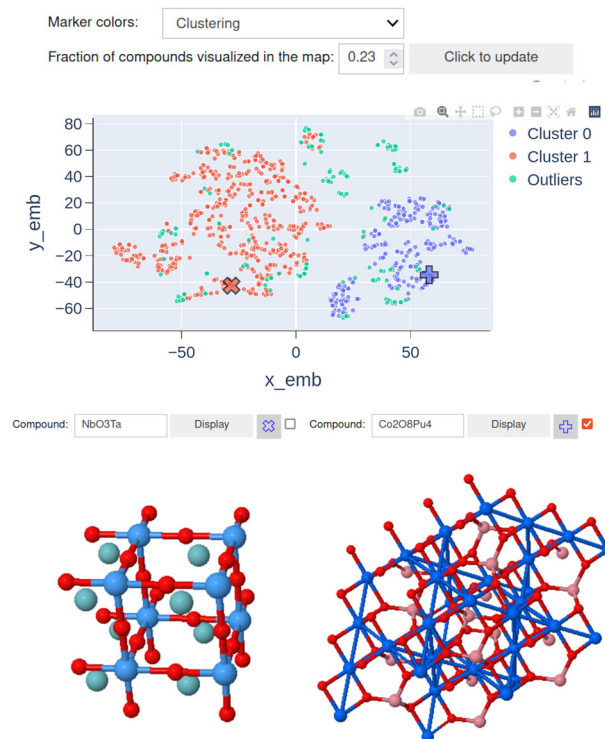 Marker colors: Clustering
Fraction of compounds visualized in the map: 0.23 Click to update
80
60
40
20
0
−20
−40
−60
y_emb
−50 0 50
x_emb
Cluster 0
Cluster 1
Outliers
Compound: NbO3Ta Display Compound: Co2O8Pu4 Display